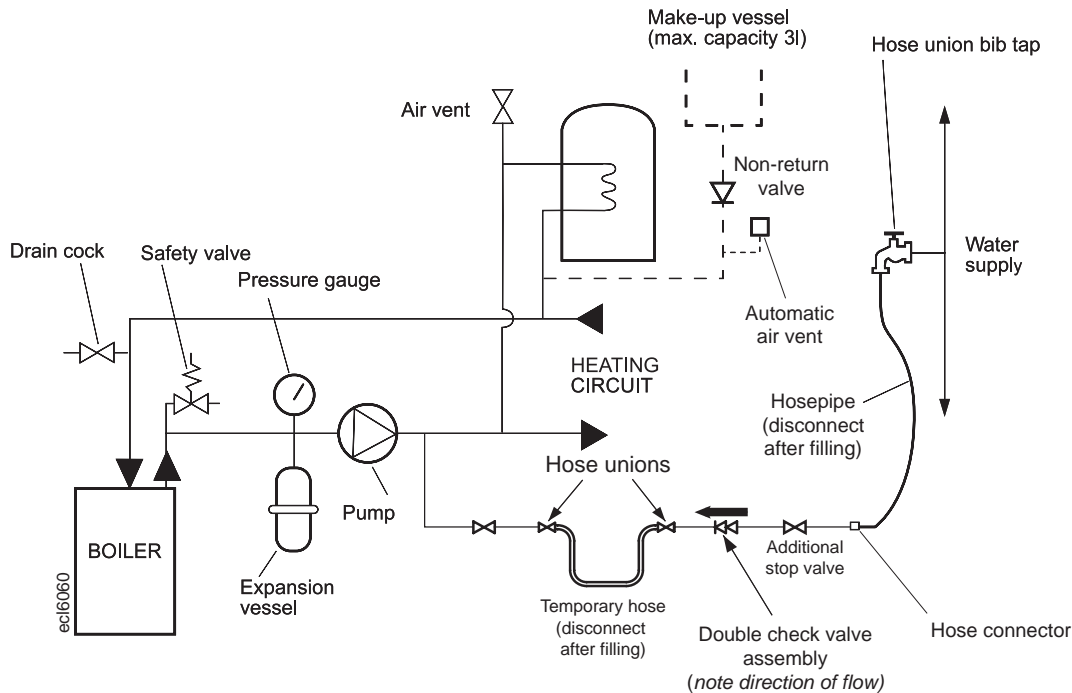 Make-up vessel
(max. capacity 3l)
Hose union bib tap
Air vent
Non-return
valve
Drain cock
Safety valve
Pressure gauge
Water
supply
Automatic
air vent
HEATING
CIRCUIT
Hosepipe
(disconnect
after filling)
Hose unions
Pump
BOILER
Additional
stop valve
Expansion
vessel
ecl6060
Temporary hose
(disconnect
after filling)
Double check valve
assembly
(note direction of flow)
Hose connector